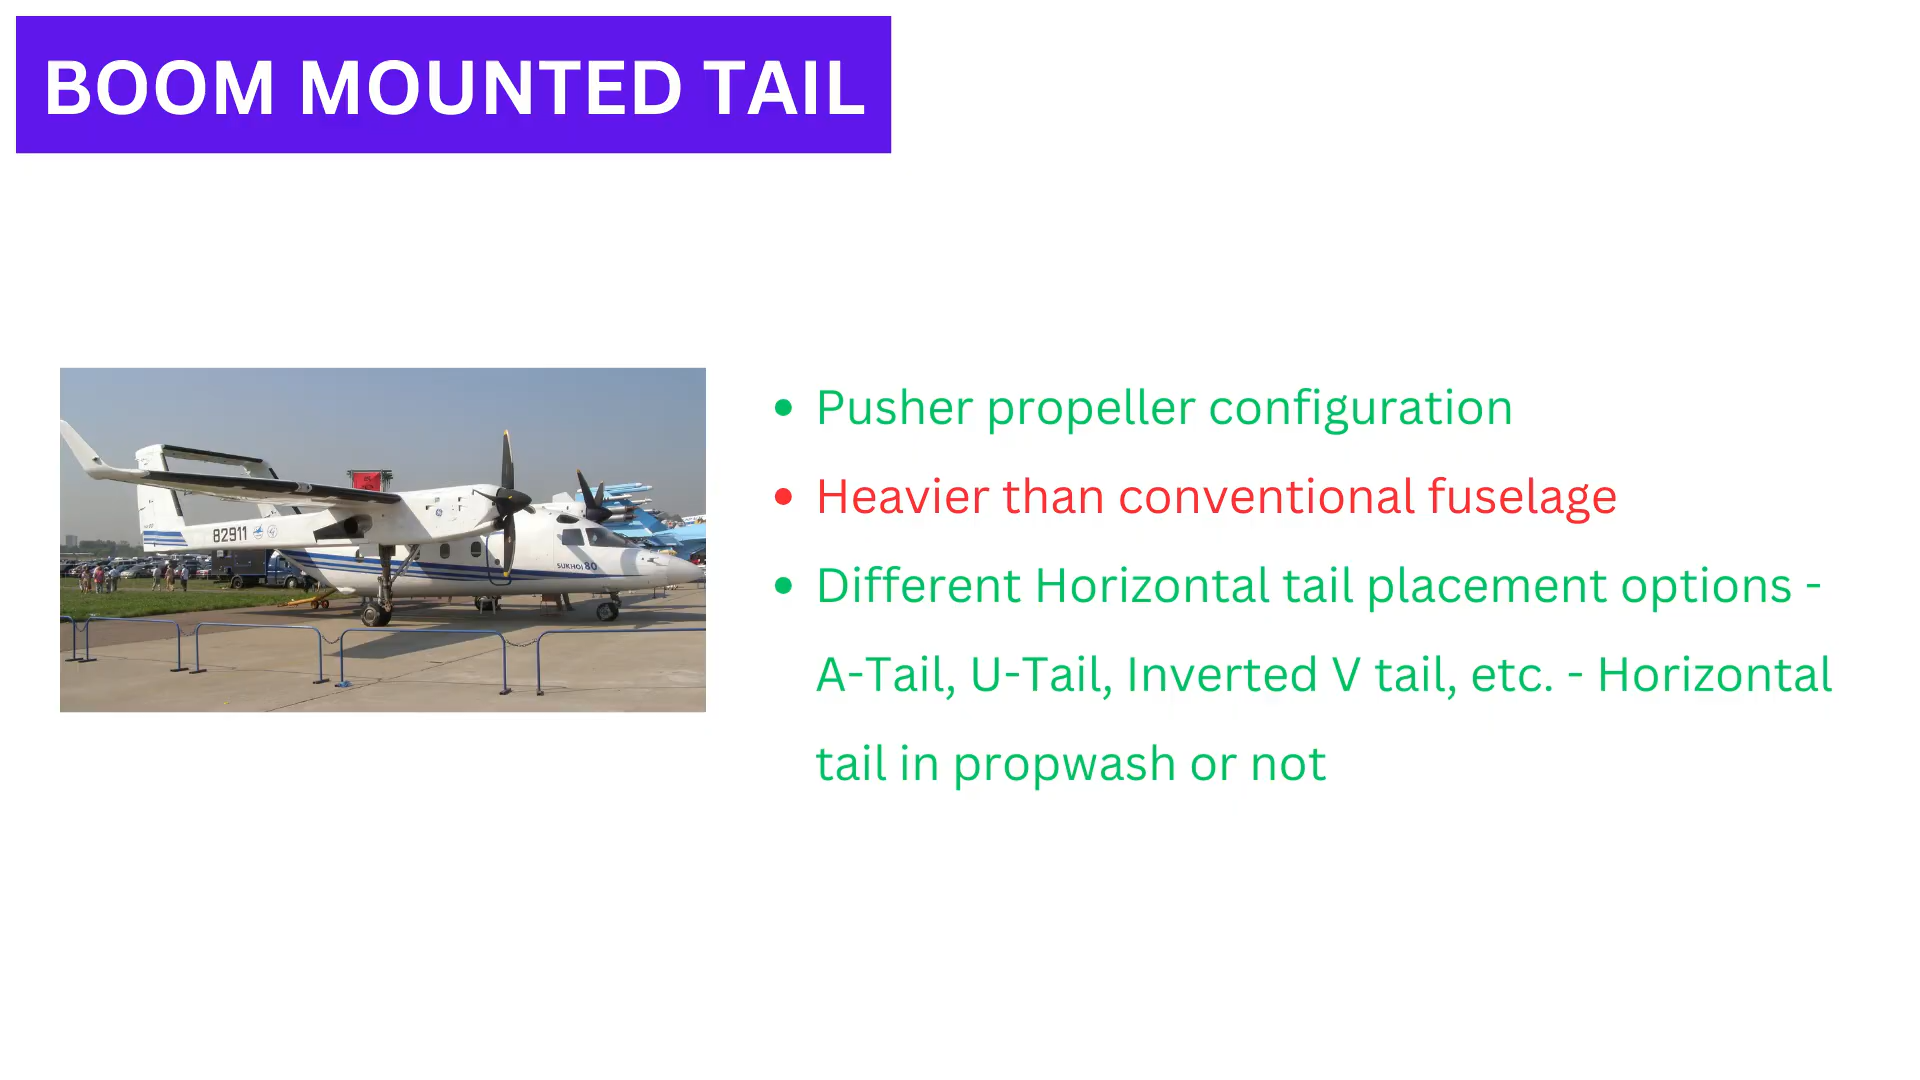 BOOM MOUNTED TAIL
82911
SUKHOI 80
• Pusher propeller configuration
• Heavier than conventional fuselage
• Different Horizontal tail placement options -
A-Tail, U-Tail, Inverted V tail, etc. - Horizontal
tail in propwash or not